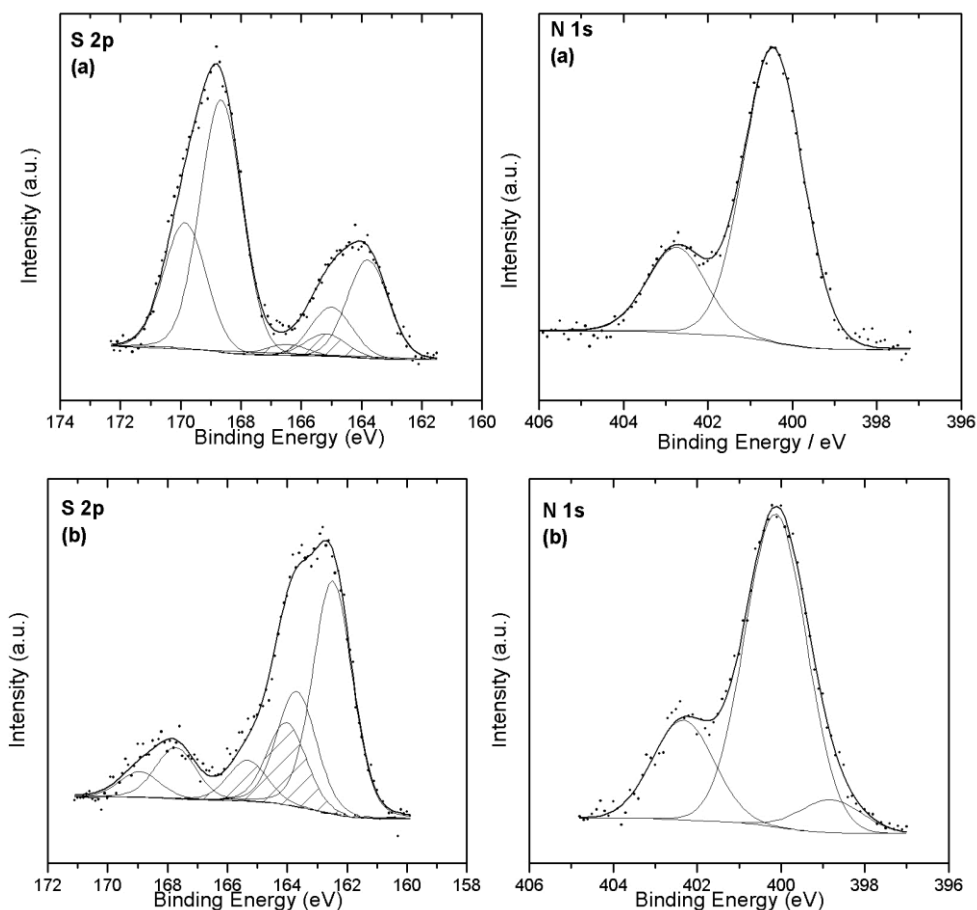 S 2p
(a)
Intensity (a.u.)
174 172 170 168 166 164 162 160
Binding Energy (eV)
N 1s
(a)
Intensity (a.u.)
406 404 402 400 398 396
Binding Energy / eV
S 2p
(b)
Intensity (a.u.)
172 170 168 166 164 162 160 158
Binding Energy (eV)
N 1s
(b)
Intensity (a.u.)
406 404 402 400 398 396
Binding Energy (eV)